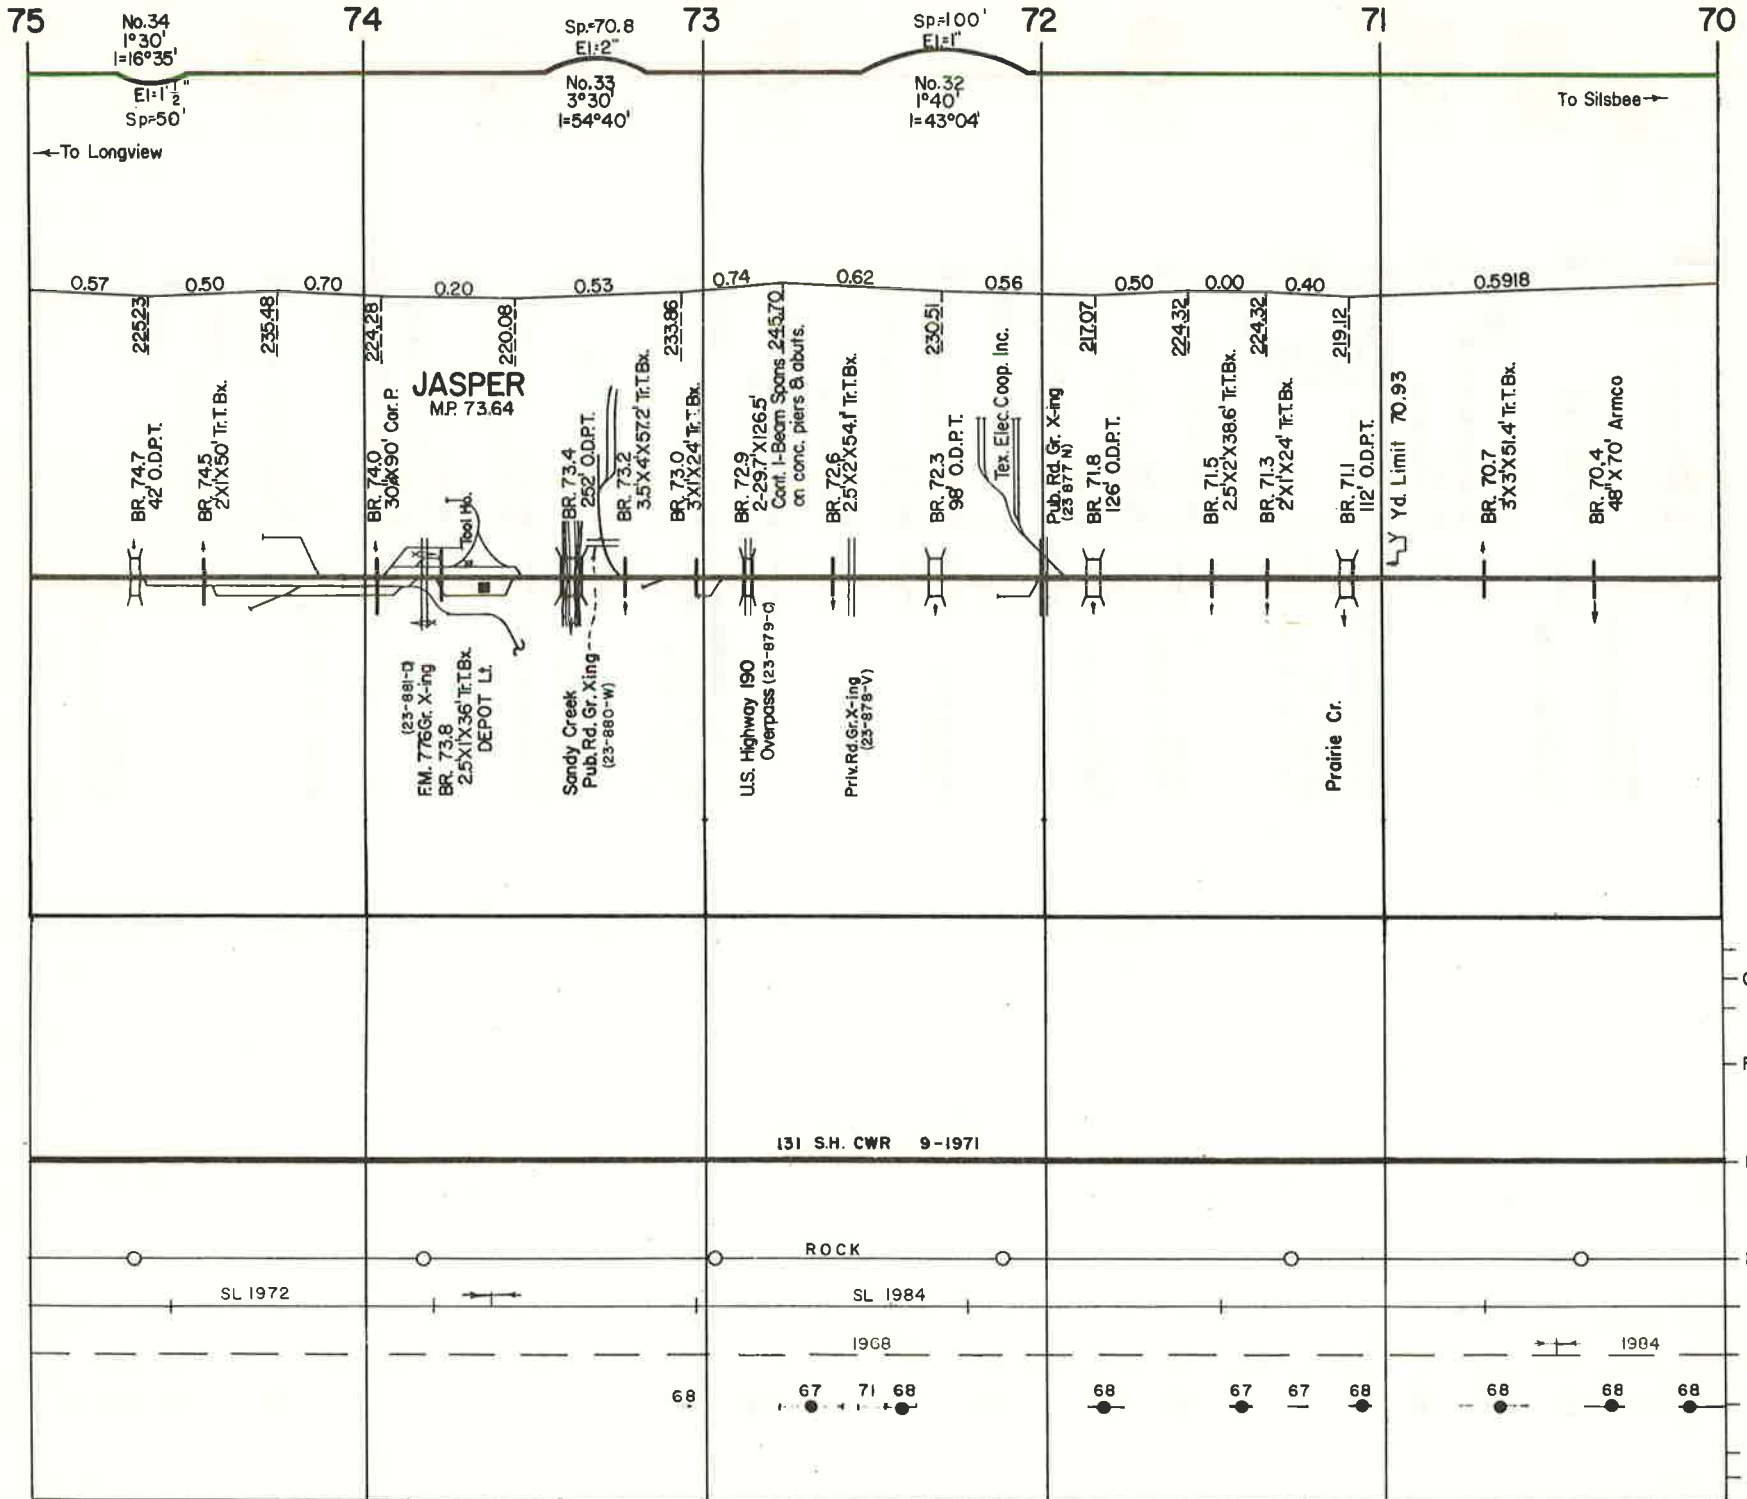 75
74
73
72
71
70
No.34
1°30'
I=16°35'
El=1½"
Sp=50'
Sp.=70.8
El=2"
No.33
3°30'
I=54°40'
Sp=100'
El=1"
No.32
1°40'
I=43°04'
To Silsbee
To Longview
0.57
0.50
0.70
0.20
0.53
0.74
0.62
0.56
0.50
0.00
0.40
0.5918
225.23
235.48
224.28
220.08
233.86
245.70
230.51
217.07
224.32
224.32
219.12
JASPER
M.P. 73.64
BR. 74.7
42' O.D.P.T.
BR. 74.5
2'X1'X50' Tr.T.Bx.
BR. 74.0
30"X90' Cor. P.
Tool Ho.
BR. 73.4
252' O.D.P.T.
BR. 73.2
3.5'X4'X57.2' Tr.T.Bx.
BR. 73.0
3'X1'X24' Tr.T.Bx.
BR. 72.9
2-29.7'X126.5'
Cont. I-Beam Spans
on conc. piers & abuts.
BR. 72.6
2.5'X2'X54.1' Tr.T.Bx.
BR. 72.3
98' O.D.P.T.
Tex. Elec. Coop. Inc.
Pub. Rd. Gr. X-ing
(23 877 N)
BR. 71.8
126' O.D.P.T.
BR. 71.5
2.5'X2'X38.6' Tr.T.Bx.
BR. 71.3
2'X1'X24' Tr.T.Bx.
BR. 71.1
112' O.D.P.T.
Yd. Limit 70.93
BR. 70.7
3'X3'X51.4' Tr.T.Bx.
BR. 70.4
48"X70' Armco
(23-881-D)
F.M. 776 Gr. X-ing
BR. 73.8
2.5'X1'X36' Tr.T.Bx.
DEPOT Lt.
Sandy Creek
Pub. Rd. Gr. Xing
(23-880-W)
U.S. Highway 190
Overpass (23-879-C)
Priv. Rd. Gr. X-ing
(23-878-V)
Prairie Cr.
131 S.H. CWR 9-1971
ROCK
SL 1972
SL 1984
1968
1984
68
67
71
68
68
67
67
68
68
68
68